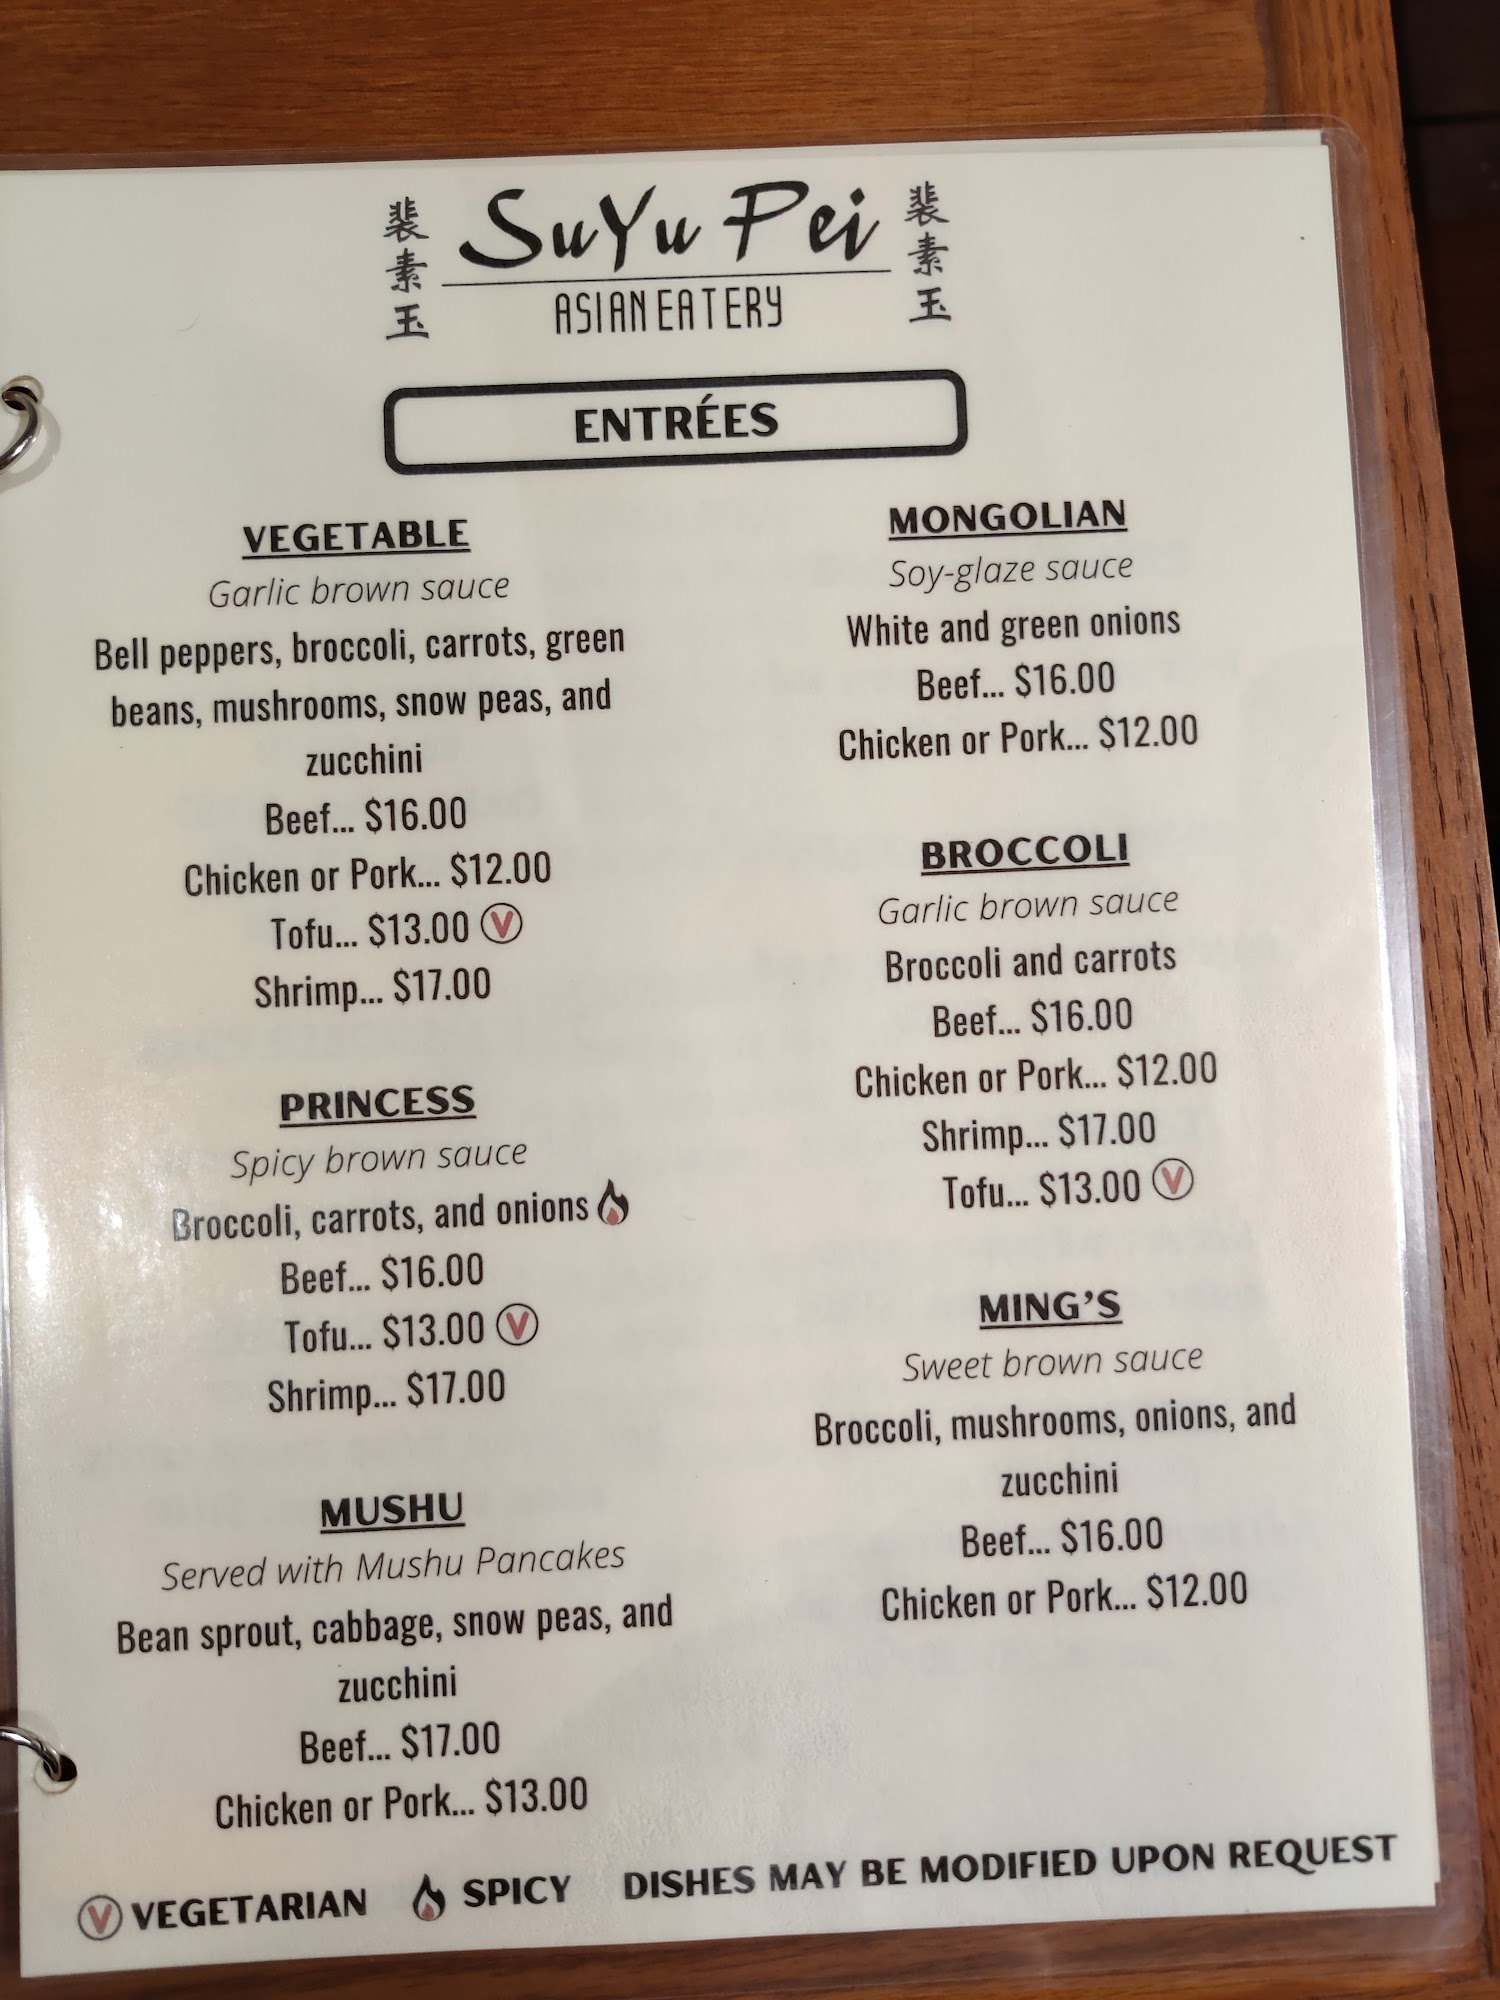 裴素玉
SuYu Pei
裴素玉
ASIAN EATERY
ENTRÉES
VEGETABLE
Garlic brown sauce
Bell peppers, broccoli, carrots, green
beans, mushrooms, snow peas, and
zucchini
Beef... $16.00
Chicken or Pork... $12.00
Tofu... $13.00 V
Shrimp... $17.00
PRINCESS
Spicy brown sauce
Broccoli, carrots, and onions
Beef... $16.00
Tofu... $13.00 V
Shrimp... $17.00
MUSHU
Served with Mushu Pancakes
Bean sprout, cabbage, snow peas, and
zucchini
Beef... $17.00
Chicken or Pork... $13.00
MONGOLIAN
Soy-glaze sauce
White and green onions
Beef... $16.00
Chicken or Pork... $12.00
BROCCOLI
Garlic brown sauce
Broccoli and carrots
Beef... $16.00
Chicken or Pork... $12.00
Shrimp... $17.00
Tofu... $13.00 V
MING'S
Sweet brown sauce
Broccoli, mushrooms, onions, and
zucchini
Beef... $16.00
Chicken or Pork... $12.00
V VEGETARIAN SPICY DISHES MAY BE MODIFIED UPON REQUEST